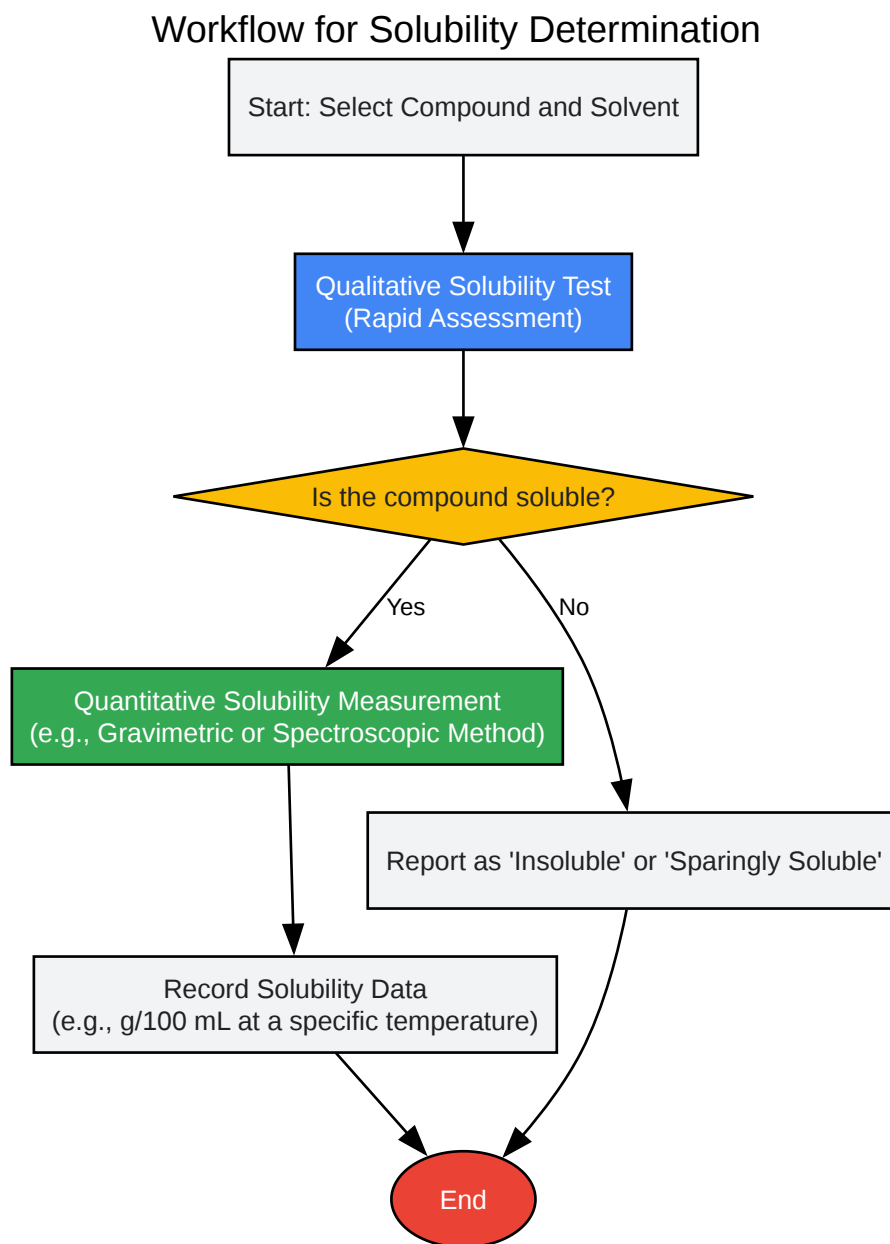 Workflow for Solubility Determination
Start: Select Compound and Solvent
Qualitative Solubility Test
(Rapid Assessment)
Is the compound soluble?
Yes
No
Quantitative Solubility Measurement
(e.g., Gravimetric or Spectroscopic Method)
Report as 'Insoluble' or 'Sparingly Soluble'
Record Solubility Data
(e.g., g/100 mL at a specific temperature)
End